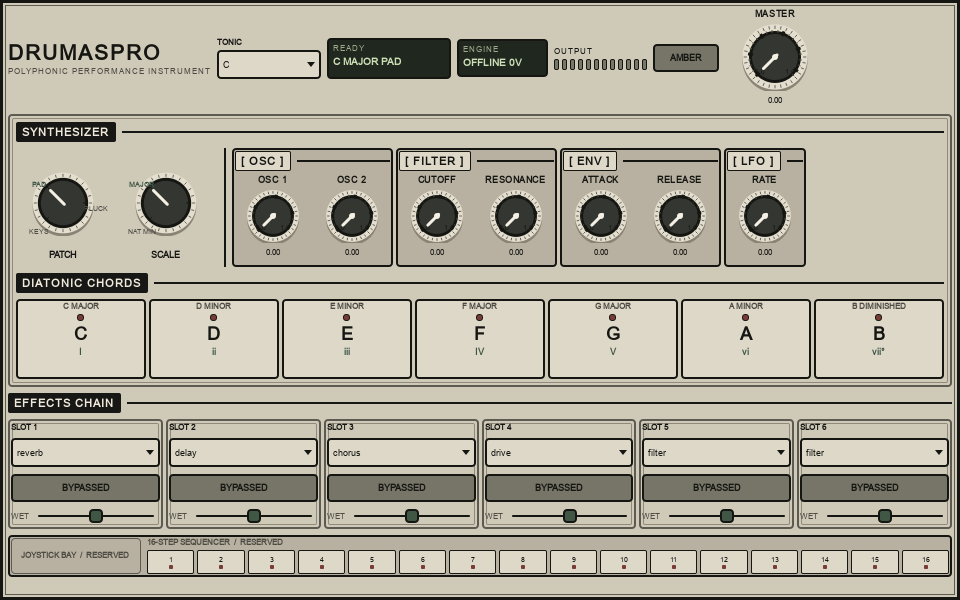 MASTER
DRUMASPRO
POLYPHONIC PERFORMANCE INSTRUMENT
TONIC
C
READY
C MAJOR PAD
ENGINE
OFFLINE 0V
OUTPUT
AMBER
0.00
SYNTHESIZER
PAD
LUCK
KEYS
PATCH
MAJOR
NAT MIN
SCALE
[ OSC ]
OSC 1
OSC 2
0.00
0.00
[ FILTER ]
CUTOFF
RESONANCE
0.00
0.00
[ ENV ]
ATTACK
RELEASE
0.00
0.00
[ LFO ]
RATE
0.00
DIATONIC CHORDS
C MAJOR
C
I
D MINOR
D
ii
E MINOR
E
iii
F MAJOR
F
IV
G MAJOR
G
V
A MINOR
A
vi
B DIMINISHED
B
vii°
EFFECTS CHAIN
SLOT 1
reverb
BYPASSED
WET
SLOT 2
delay
BYPASSED
WET
SLOT 3
chorus
BYPASSED
WET
SLOT 4
drive
BYPASSED
WET
SLOT 5
filter
BYPASSED
WET
SLOT 6
filter
BYPASSED
WET
JOYSTICK BAY / RESERVED
16-STEP SEQUENCER / RESERVED
1 2 3 4 5 6 7 8 9 10 11 12 13 14 15 16